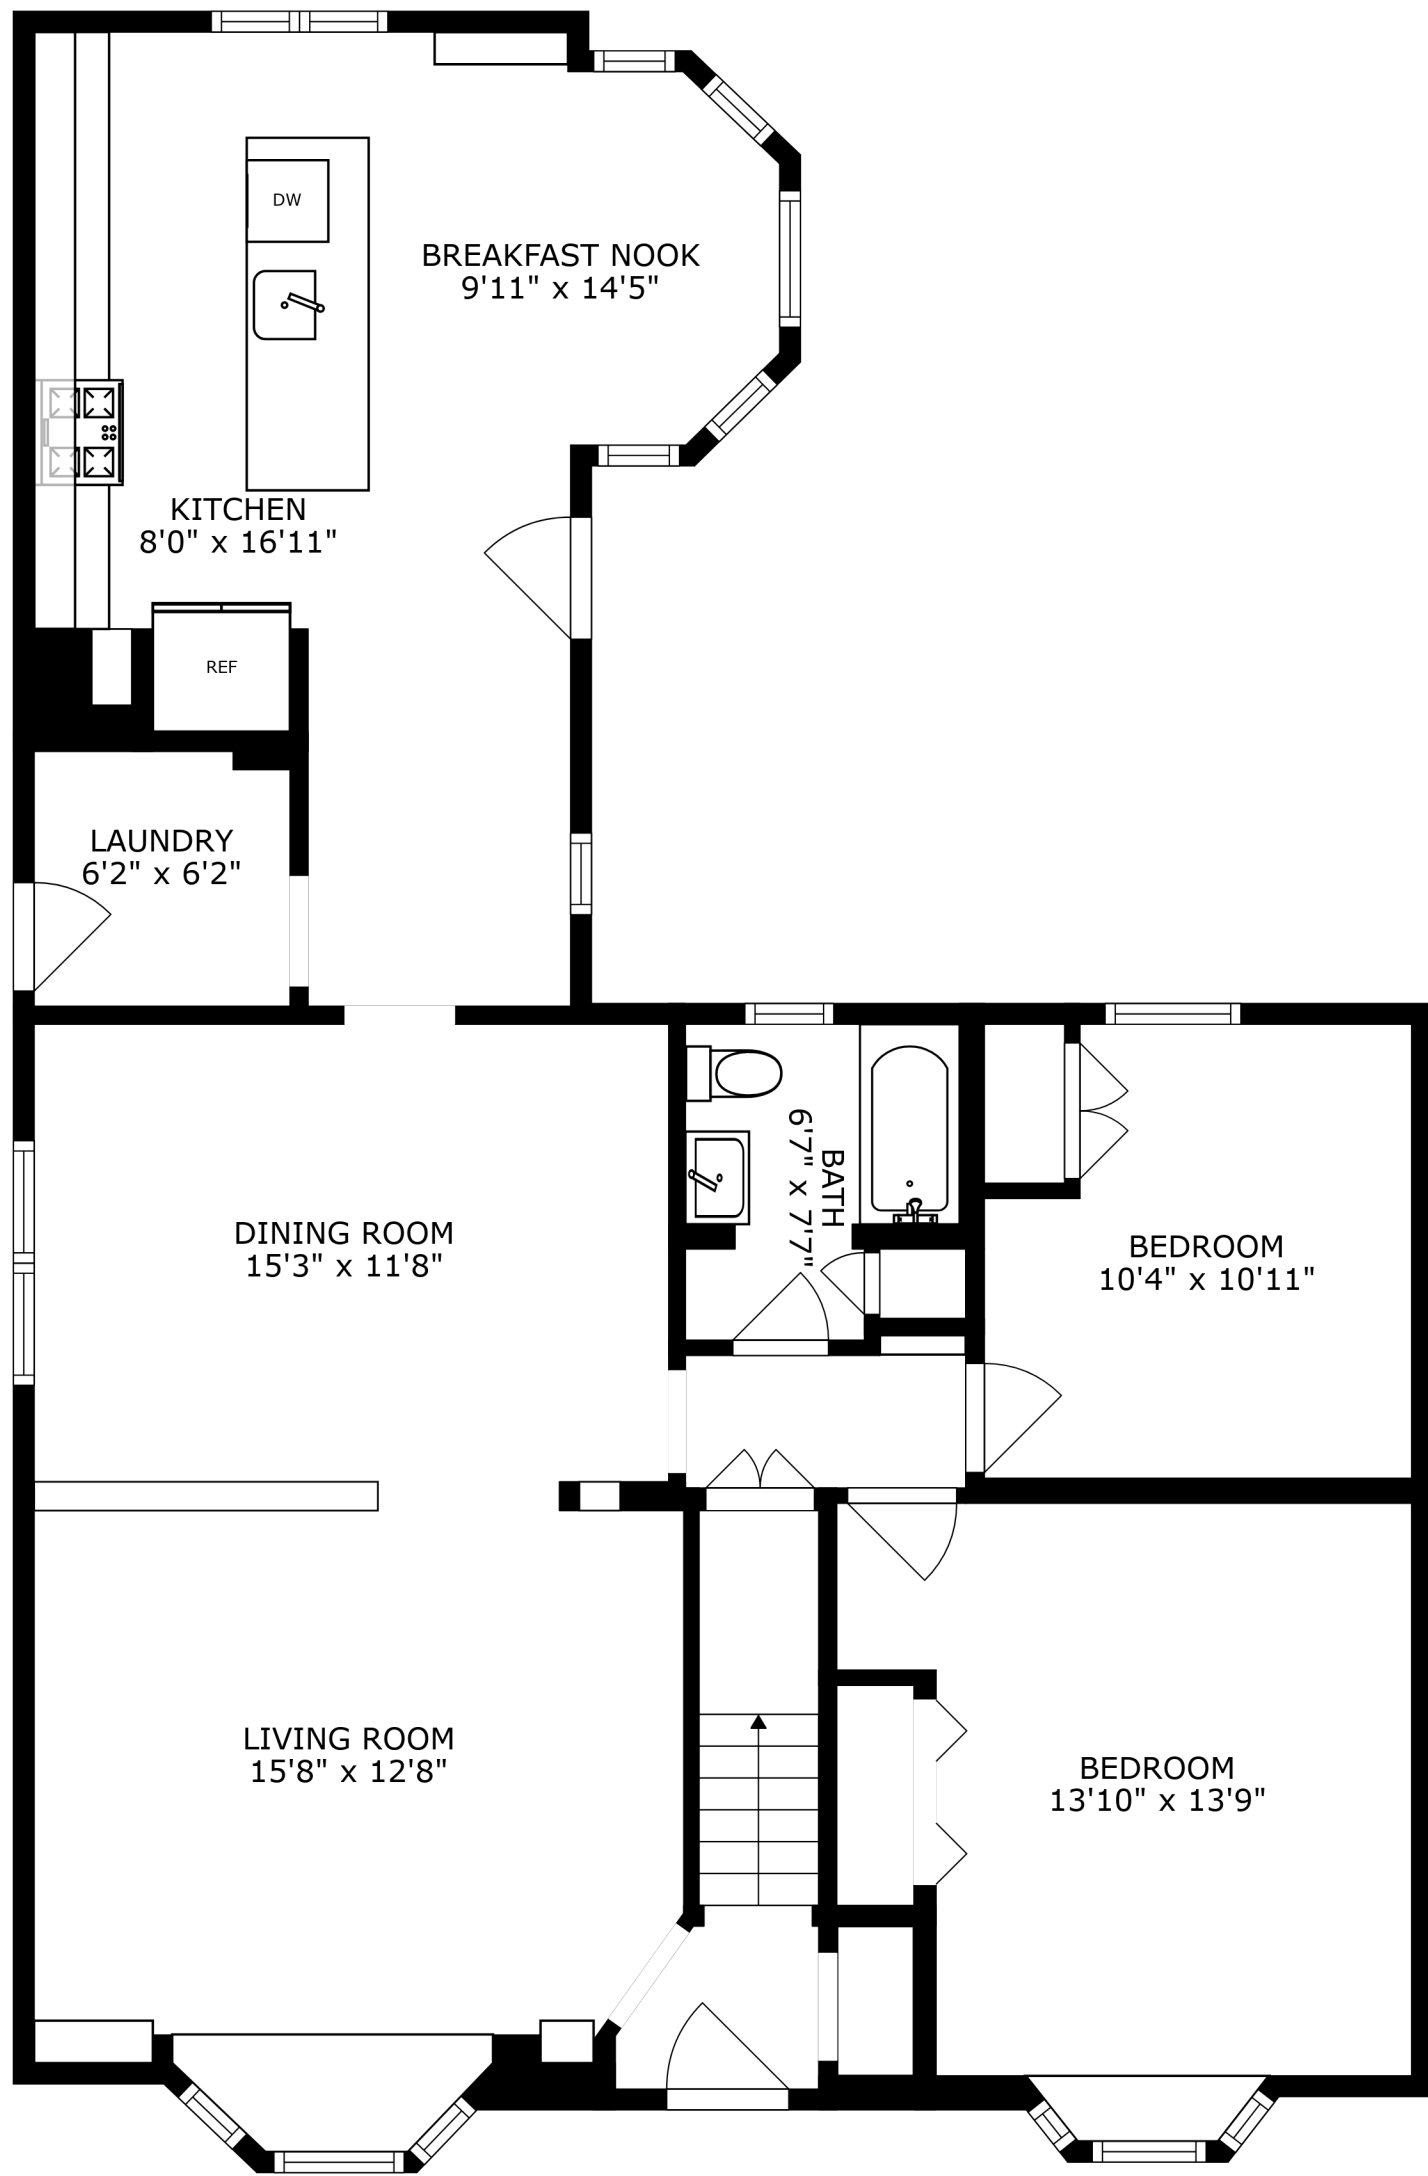 DW
BREAKFAST NOOK
9'11" x 14'5"
KITCHEN
8'0" x 16'11"
REF
LAUNDRY
6'2" x 6'2"
BATH
6'7" x 7'7"
DINING ROOM
15'3" x 11'8"
BEDROOM
10'4" x 10'11"
LIVING ROOM
15'8" x 12'8"
BEDROOM
13'10" x 13'9"